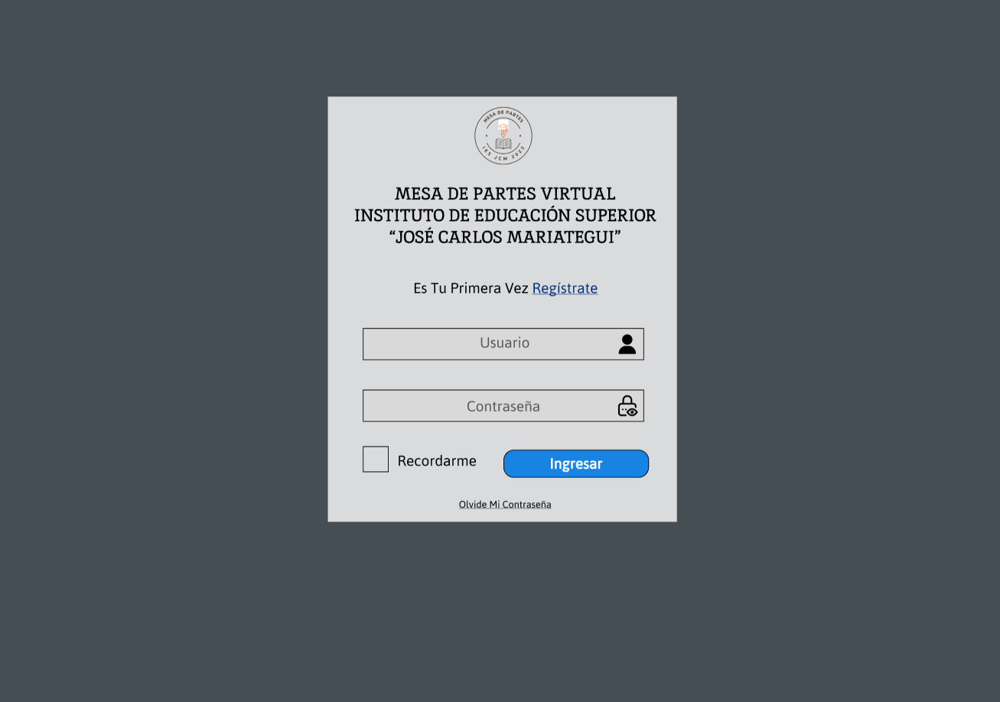 MESA DE PARTES
IES JCM 2023
MESA DE PARTES VIRTUAL
INSTITUTO DE EDUCACIÓN SUPERIOR
“JOSÉ CARLOS MARIATEGUI”
Es Tu Primera Vez Regístrate
Usuario
Contraseña
Recordarme
Ingresar
Olvide Mi Contraseña